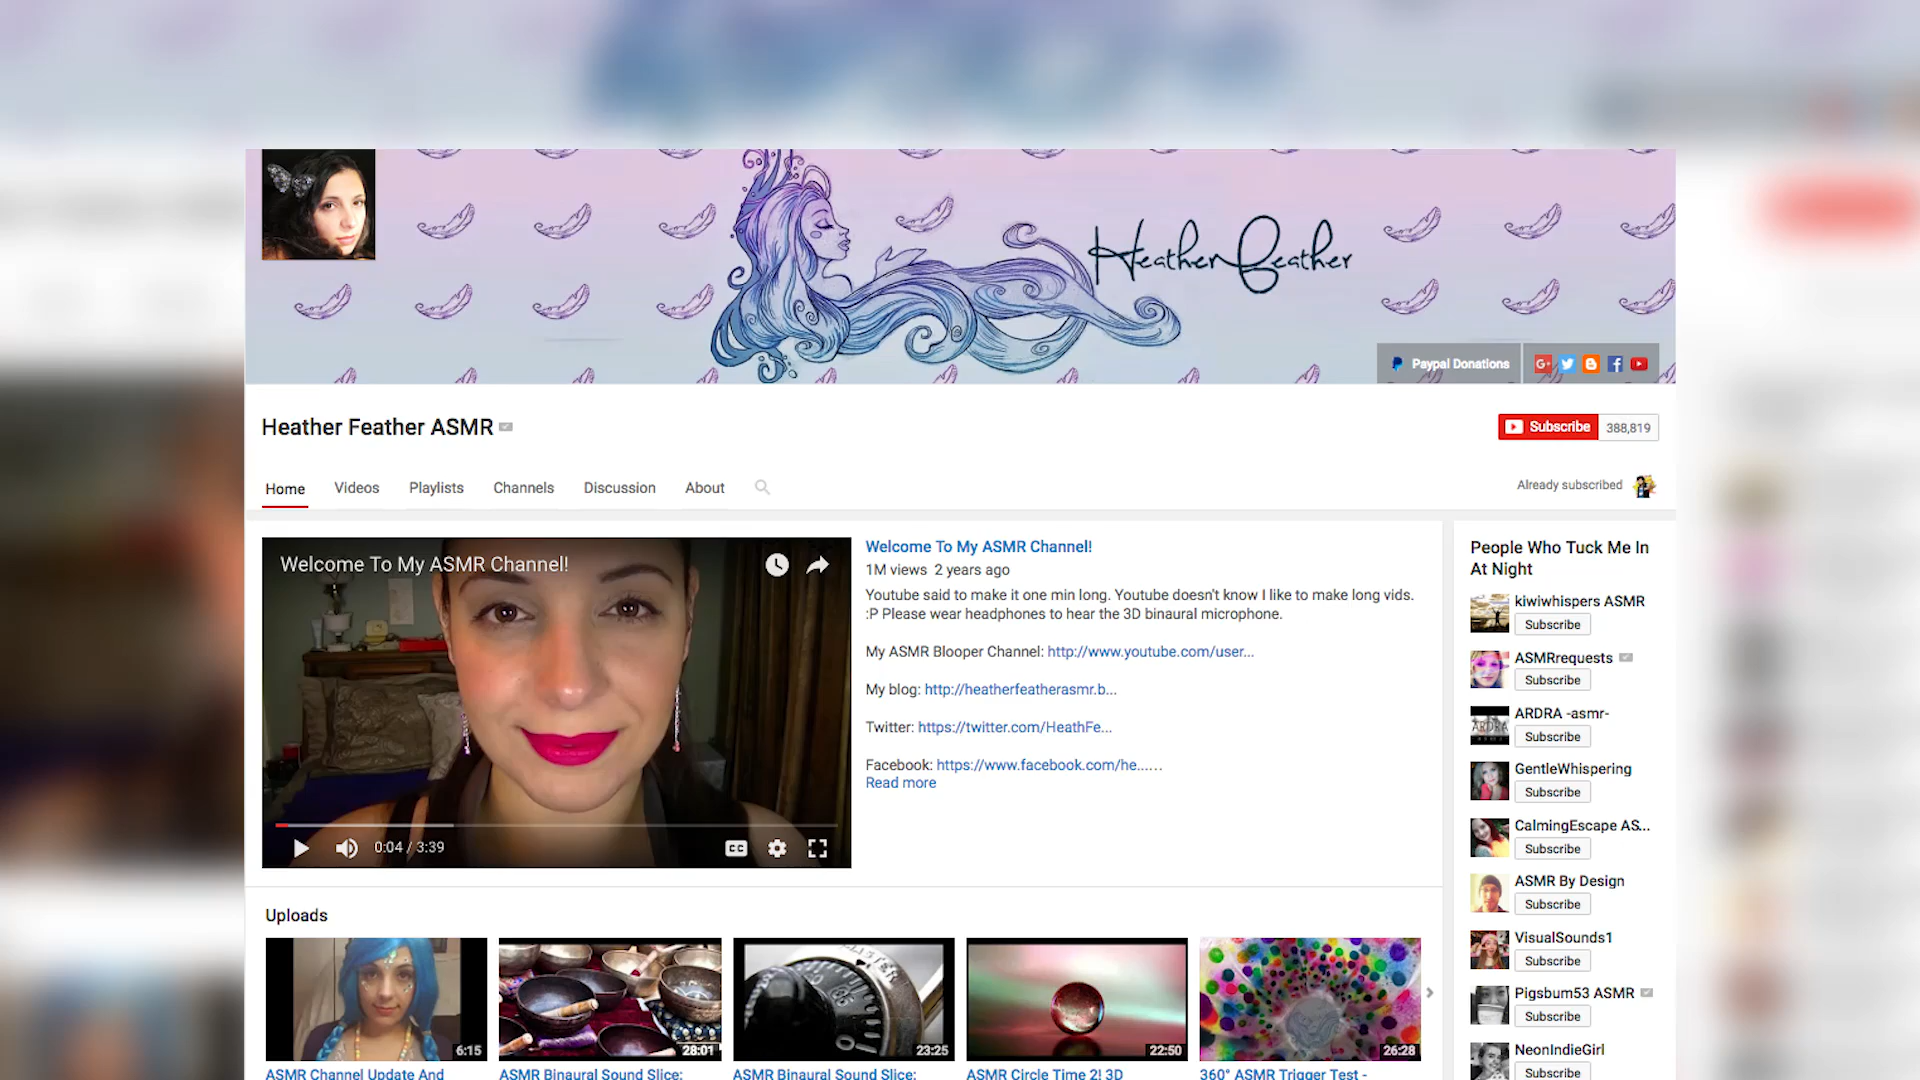 Heather Feather
Paypal Donations
Heather Feather ASMR
Subscribe 388,819
Home Videos Playlists Channels Discussion About
Already subscribed
Welcome To My ASMR Channel!
0:04 / 3:39
CC
Welcome To My ASMR Channel!
1M views 2 years ago
Youtube said to make it one min long. Youtube doesn't know I like to make long vids.
:P Please wear headphones to hear the 3D binaural microphone.
My ASMR Blooper Channel: http://www.youtube.com/user...
My blog: http://heatherfeatherasmr.b...
Twitter: https://twitter.com/HeathFe...
Facebook: https://www.facebook.com/he......
Read more
People Who Tuck Me In
At Night
kiwiwhispers ASMR
Subscribe
ASMRrequests
Subscribe
ARDRA
ARDRA -asmr-
Subscribe
GentleWhispering
Subscribe
CalmingEscape AS...
Subscribe
ASMR By Design
Subscribe
VisualSounds1
Subscribe
Pigsbum53 ASMR
Subscribe
NeonIndieGirl
Subscribe
Uploads
6:15
28:01
23:25
22:50
26:28
ASMR Channel Update And
ASMR Binaural Sound Slice:
ASMR Binaural Sound Slice:
ASMR Circle Time 2! 3D
360° ASMR Trigger Test -